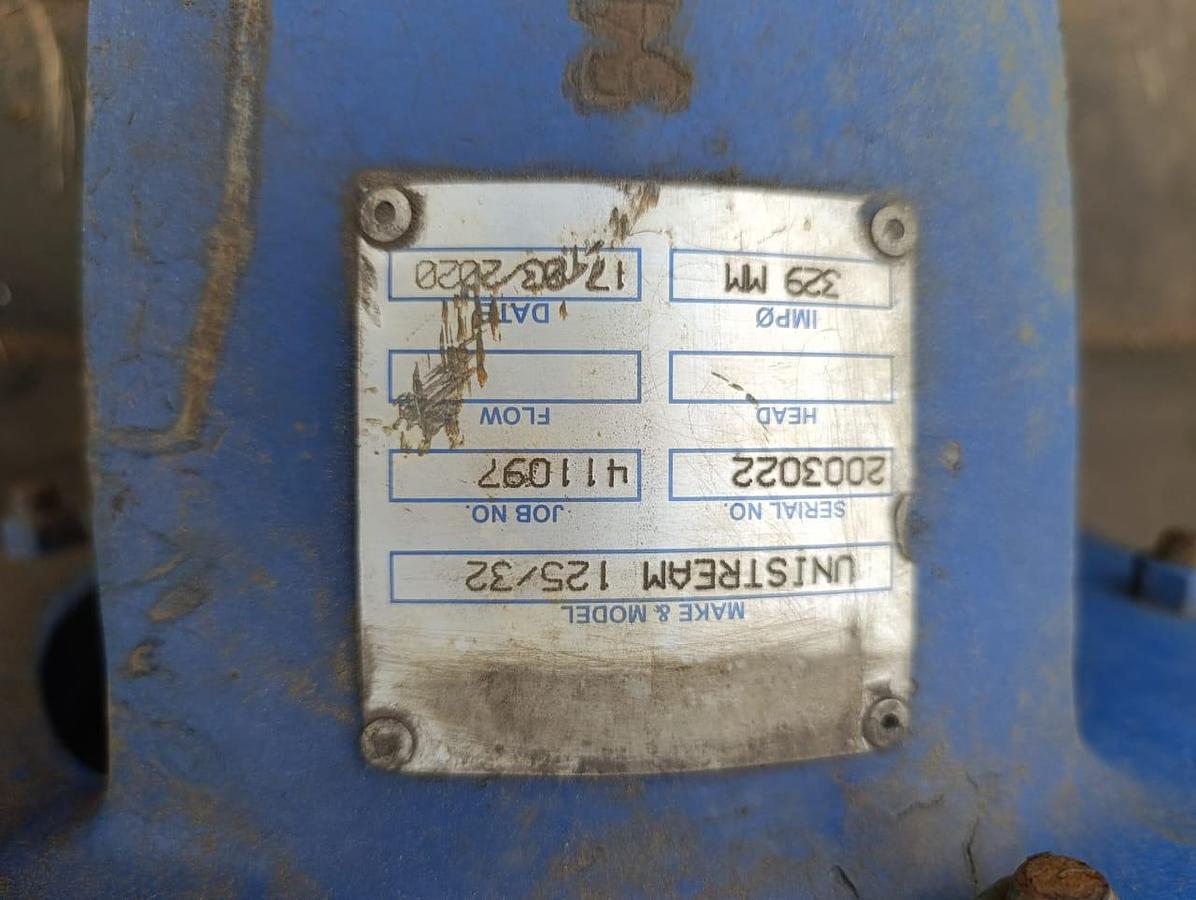 MAKE & MODEL
UNISTREAM 125/32
SERIAL NO. JOB NO.
2003022 411097
HEAD FLOW
IMPØ DATE
329 MM 17/03/2020